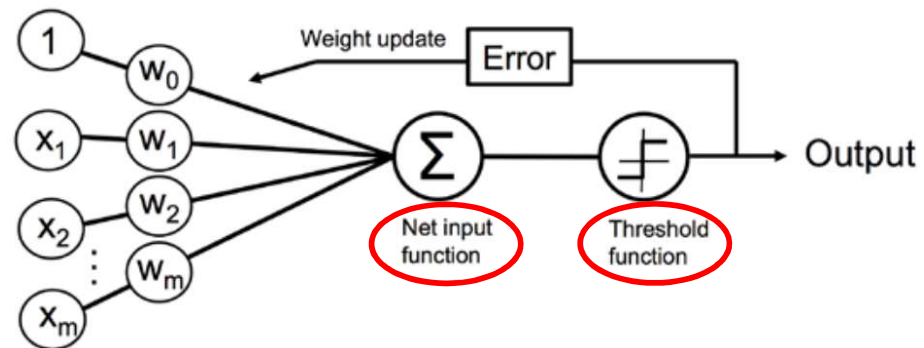 1
w0
Weight update
Error
x1
w1
Σ
Output
x2
w2
Net input
function
Threshold
function
⋮
wm
xm